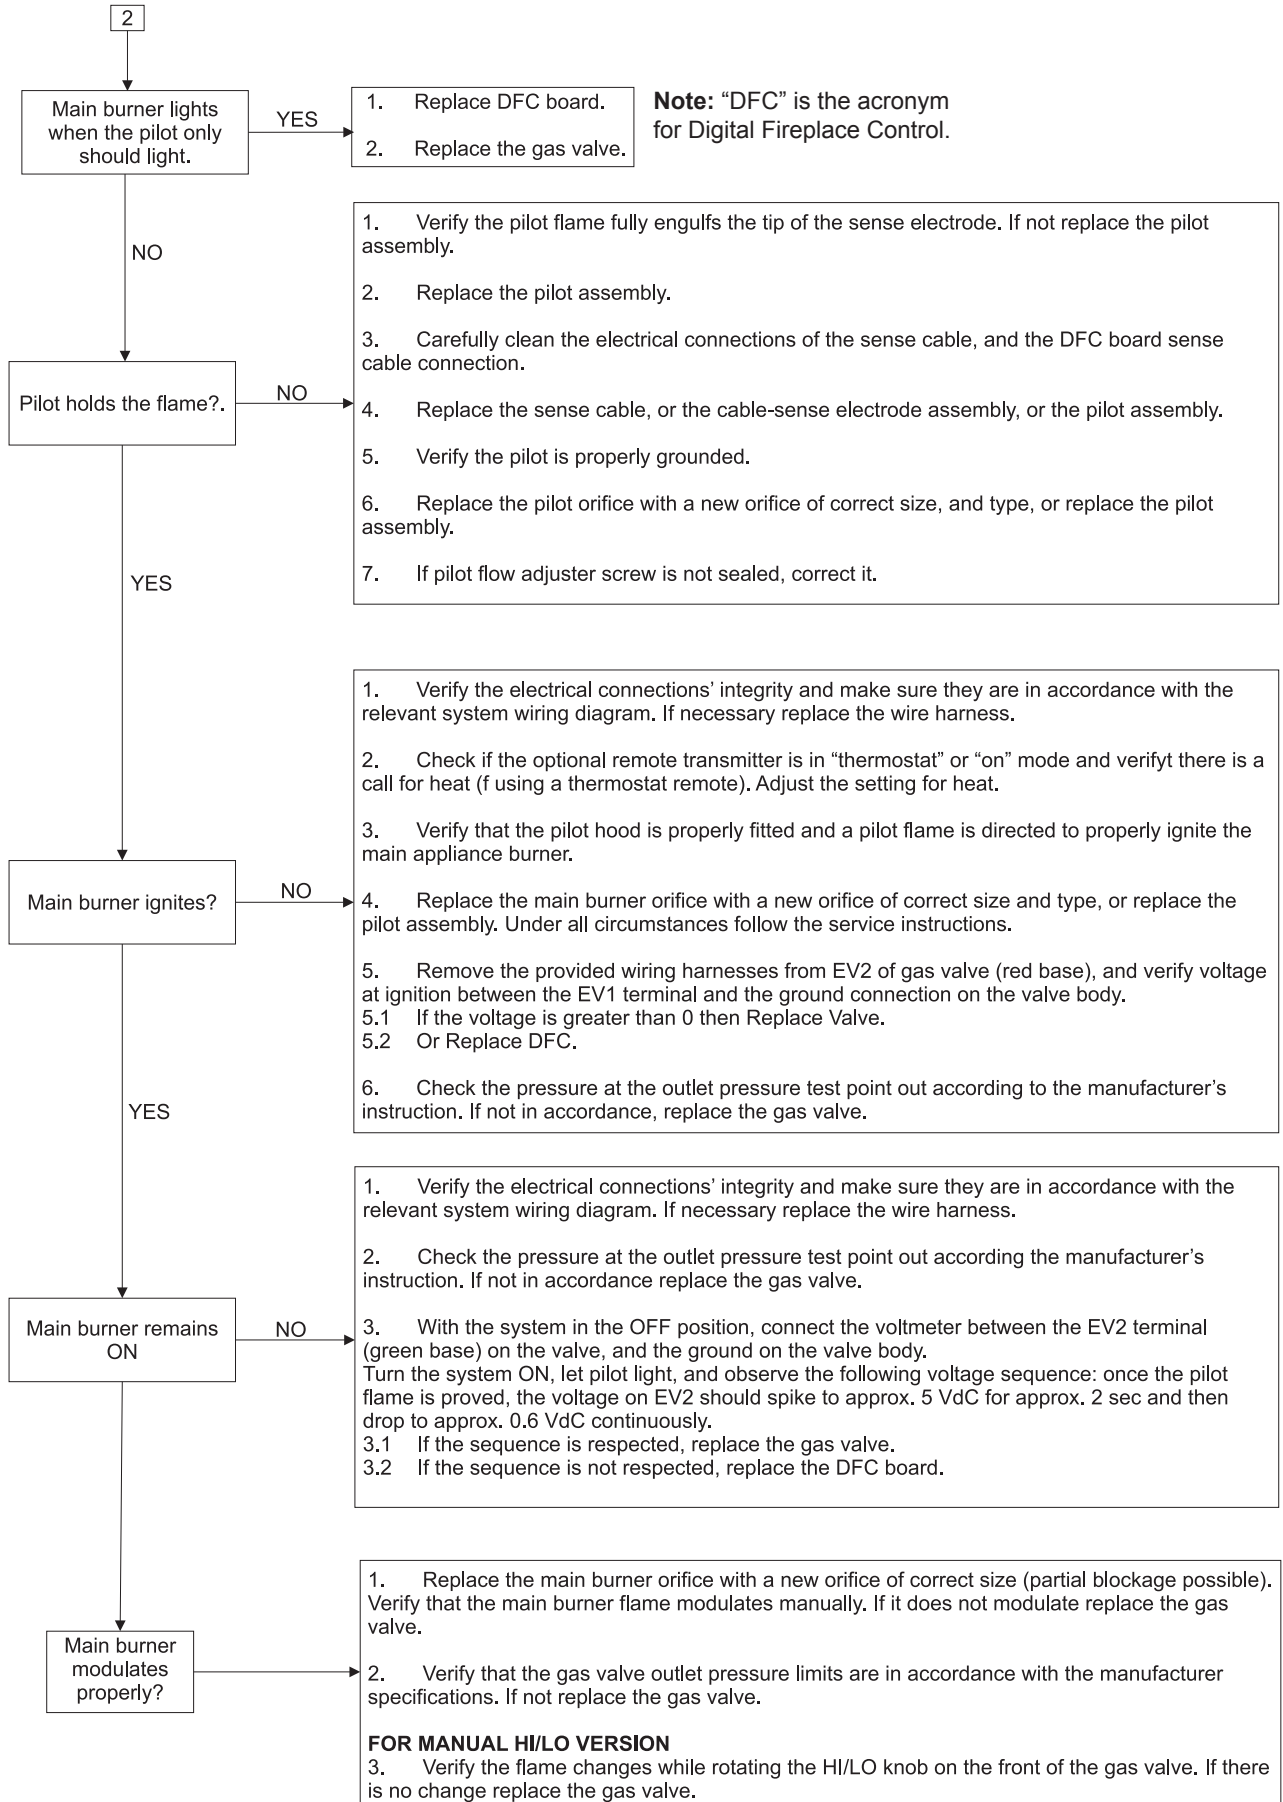 2
Main burner lights
when the pilot only
should light.
YES
1. Replace DFC board.
2. Replace the gas valve.
Note: “DFC” is the acronym
for Digital Fireplace Control.
NO
Pilot holds the flame?.
NO
1. Verify the pilot flame fully engulfs the tip of the sense electrode. If not replace the pilot
assembly.
2. Replace the pilot assembly.
3. Carefully clean the electrical connections of the sense cable, and the DFC board sense
cable connection.
4. Replace the sense cable, or the cable-sense electrode assembly, or the pilot assembly.
5. Verify the pilot is properly grounded.
6. Replace the pilot orifice with a new orifice of correct size, and type, or replace the pilot
assembly.
7. If pilot flow adjuster screw is not sealed, correct it.
YES
Main burner ignites?
NO
1. Verify the electrical connections’ integrity and make sure they are in accordance with the
relevant system wiring diagram. If necessary replace the wire harness.
2. Check if the optional remote transmitter is in “thermostat” or “on” mode and verifyt there is a
call for heat (f using a thermostat remote). Adjust the setting for heat.
3. Verify that the pilot hood is properly fitted and a pilot flame is directed to properly ignite the
main appliance burner.
4. Replace the main burner orifice with a new orifice of correct size and type, or replace the
pilot assembly. Under all circumstances follow the service instructions.
5. Remove the provided wiring harnesses from EV2 of gas valve (red base), and verify voltage
at ignition between the EV1 terminal and the ground connection on the valve body.
5.1 If the voltage is greater than 0 then Replace Valve.
5.2 Or Replace DFC.
6. Check the pressure at the outlet pressure test point out according to the manufacturer’s
instruction. If not in accordance, replace the gas valve.
YES
Main burner remains
ON
NO
1. Verify the electrical connections’ integrity and make sure they are in accordance with the
relevant system wiring diagram. If necessary replace the wire harness.
2. Check the pressure at the outlet pressure test point out according the manufacturer’s
instruction. If not in accordance replace the gas valve.
3. With the system in the OFF position, connect the voltmeter between the EV2 terminal
(green base) on the valve, and the ground on the valve body.
Turn the system ON, let pilot light, and observe the following voltage sequence: once the pilot
flame is proved, the voltage on EV2 should spike to approx. 5 VdC for approx. 2 sec and then
drop to approx. 0.6 VdC continuously.
3.1 If the sequence is respected, replace the gas valve.
3.2 If the sequence is not respected, replace the DFC board.
Main burner
modulates
properly?
1. Replace the main burner orifice with a new orifice of correct size (partial blockage possible).
Verify that the main burner flame modulates manually. If it does not modulate replace the gas
valve.
2. Verify that the gas valve outlet pressure limits are in accordance with the manufacturer
specifications. If not replace the gas valve.
FOR MANUAL HI/LO VERSION
3. Verify the flame changes while rotating the HI/LO knob on the front of the gas valve. If there
is no change replace the gas valve.